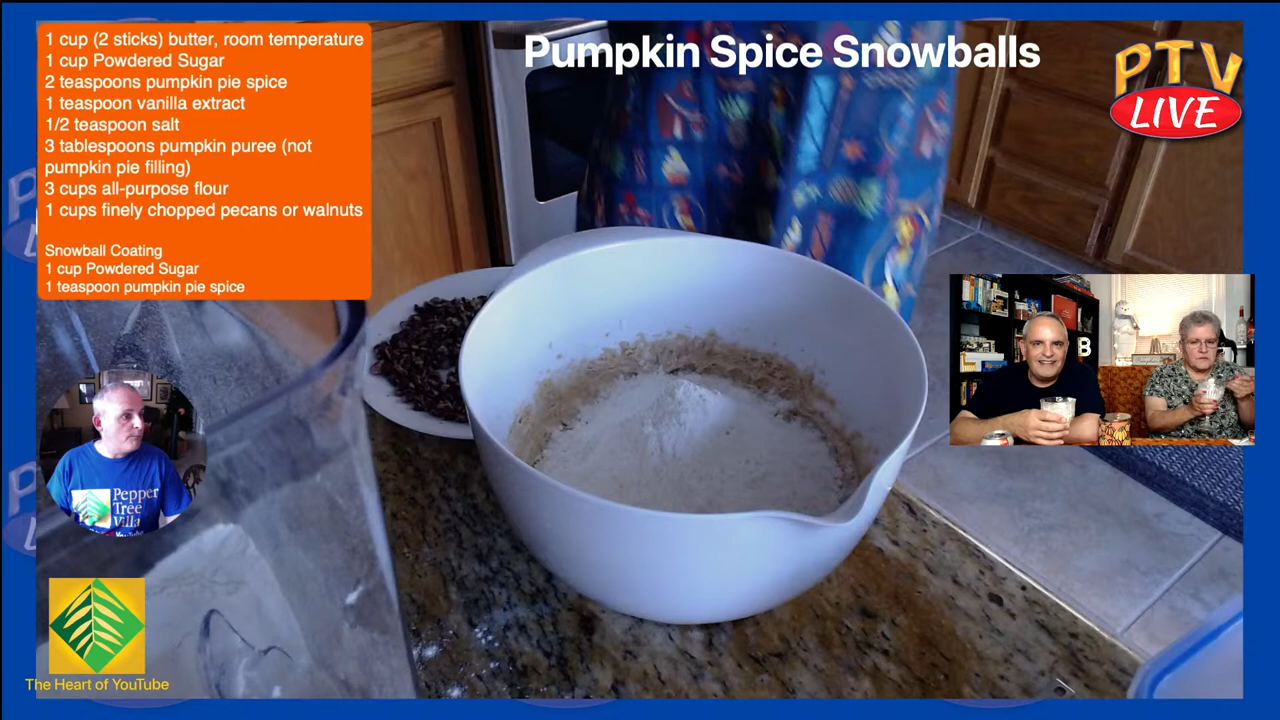 1 cup (2 sticks) butter, room temperature
1 cup Powdered Sugar
2 teaspoons pumpkin pie spice
1 teaspoon vanilla extract
1/2 teaspoon salt
3 tablespoons pumpkin puree (not
pumpkin pie filling)
3 cups all-purpose flour
1 cups finely chopped pecans or walnuts
Snowball Coating
1 cup Powdered Sugar
1 teaspoon pumpkin pie spice
Pumpkin Spice Snowballs
PTV
LIVE
B
Pepper
Tree
Villa
The Heart of YouTube